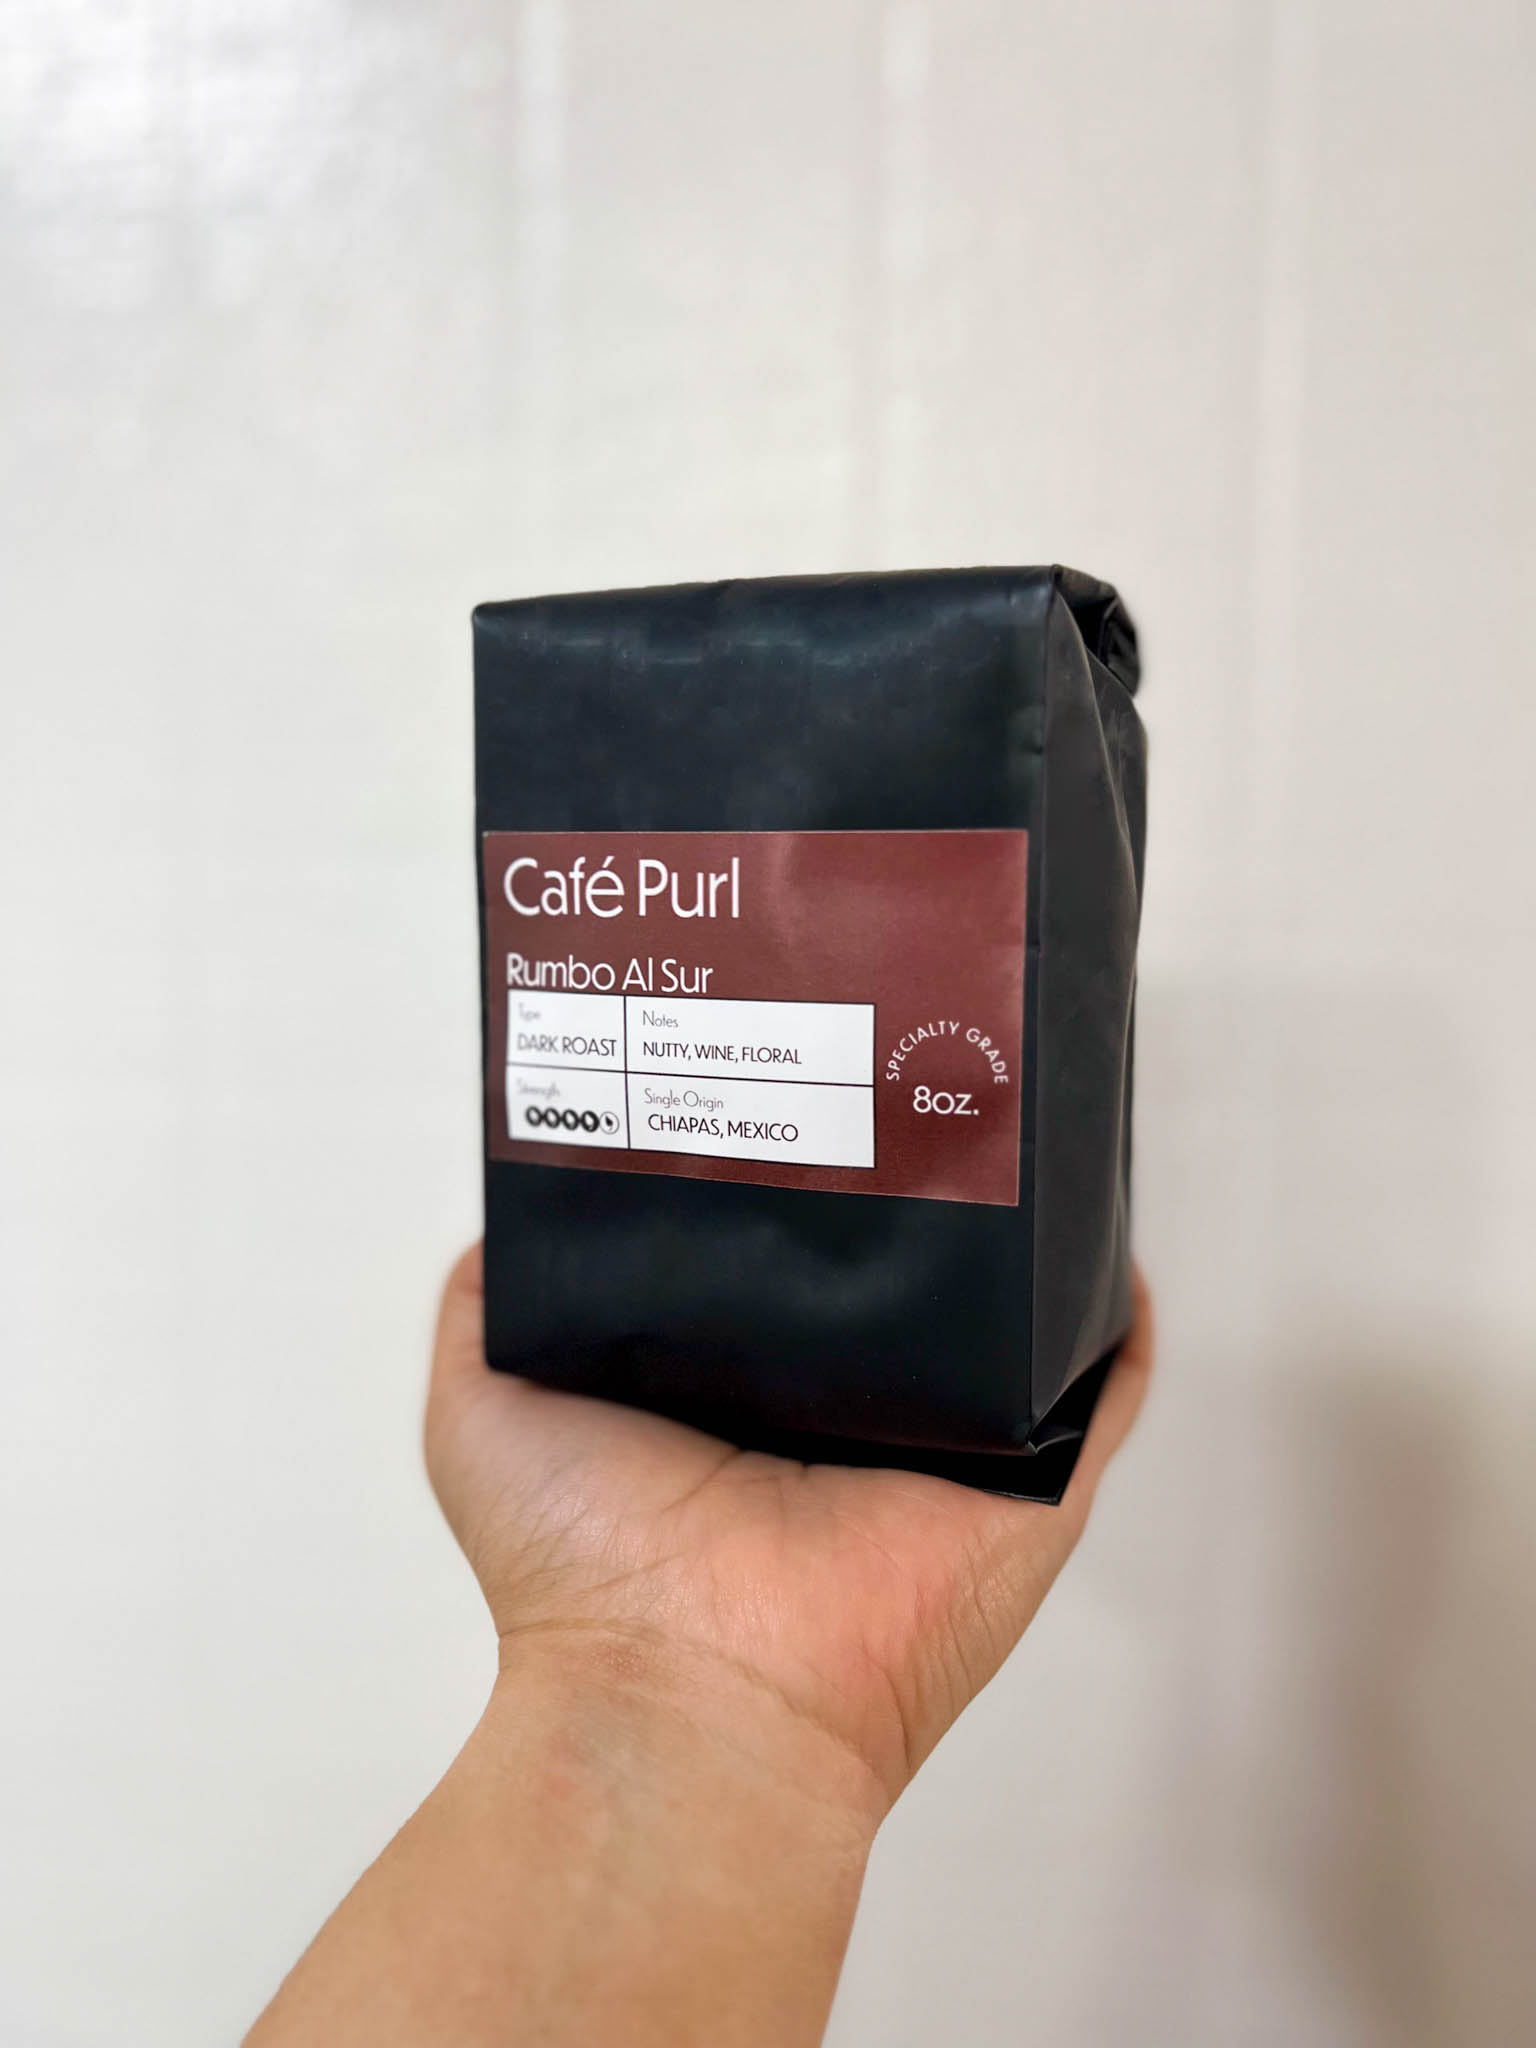 Café Purl
Rumbo Al Sur
Type
DARK ROAST
Notes
NUTTY, WINE, FLORAL
Strength
Single Origin
CHIAPAS, MEXICO
SPECIALTY GRADE
8oz.